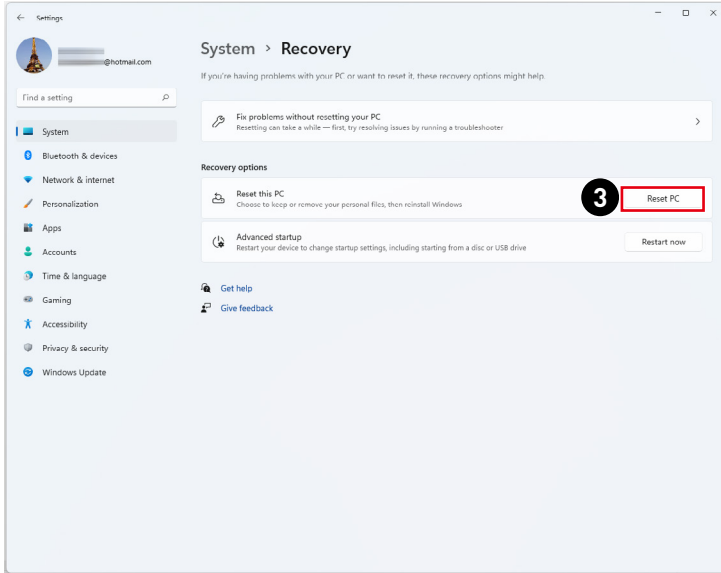 Settings
@hotmail.com
Find a setting
System
Bluetooth & devices
Network & internet
Personalization
Apps
Accounts
Time & language
Gaming
Accessibility
Privacy & security
Windows Update
System > Recovery
If you're having problems with your PC or want to reset it, these recovery options might help.
Fix problems without resetting your PC
Resetting can take a while — first, try resolving issues by running a troubleshooter
Recovery options
Reset this PC
Choose to keep or remove your personal files, then reinstall Windows
3
Reset PC
Advanced startup
Restart your device to change startup settings, including starting from a disc or USB drive
Restart now
Get help
Give feedback